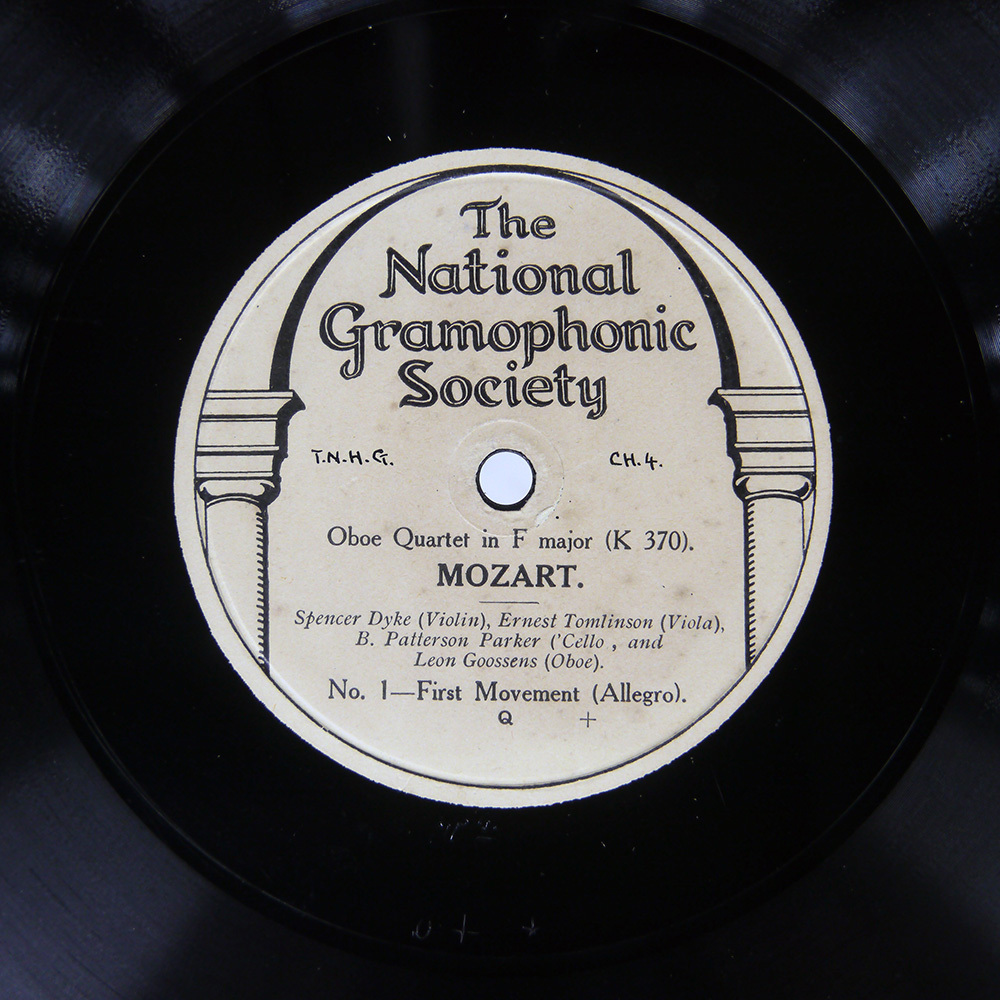 The
National
Gramophonic
Society
T.N-H-G. CH.4.
Oboe Quartet in F major (K 370).
MOZART.
Spencer Dyke (Violin), Ernest Tomlinson (Viola),
B. Patterson Parker ('Cello , and
Leon Goossens (Oboe).
No. 1—First Movement (Allegro).
Q +